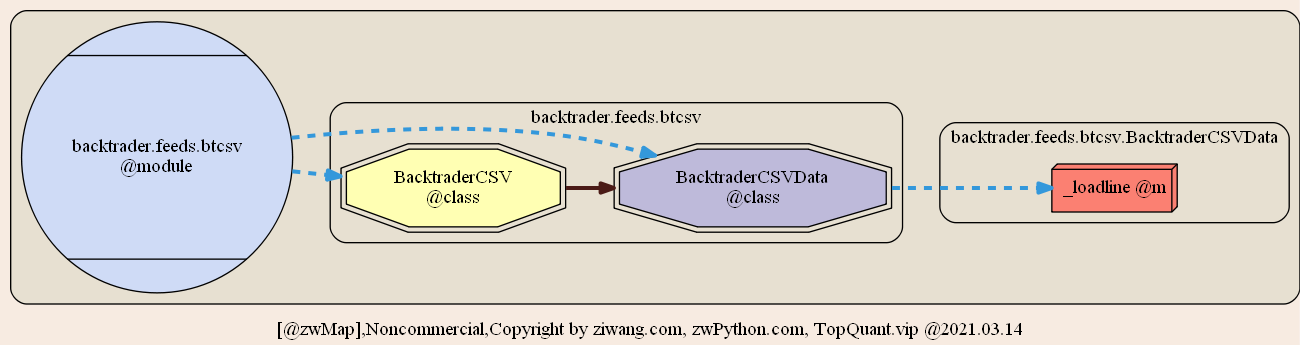 backtrader.feeds.btcsv
@module
backtrader.feeds.btcsv
BacktraderCSV
@class
BacktraderCSVData
@class
backtrader.feeds.btcsv.BacktraderCSVData
_loadline @m
[@zwMap],Noncommercial,Copyright by ziwang.com, zwPython.com, TopQuant.vip @2021.03.14